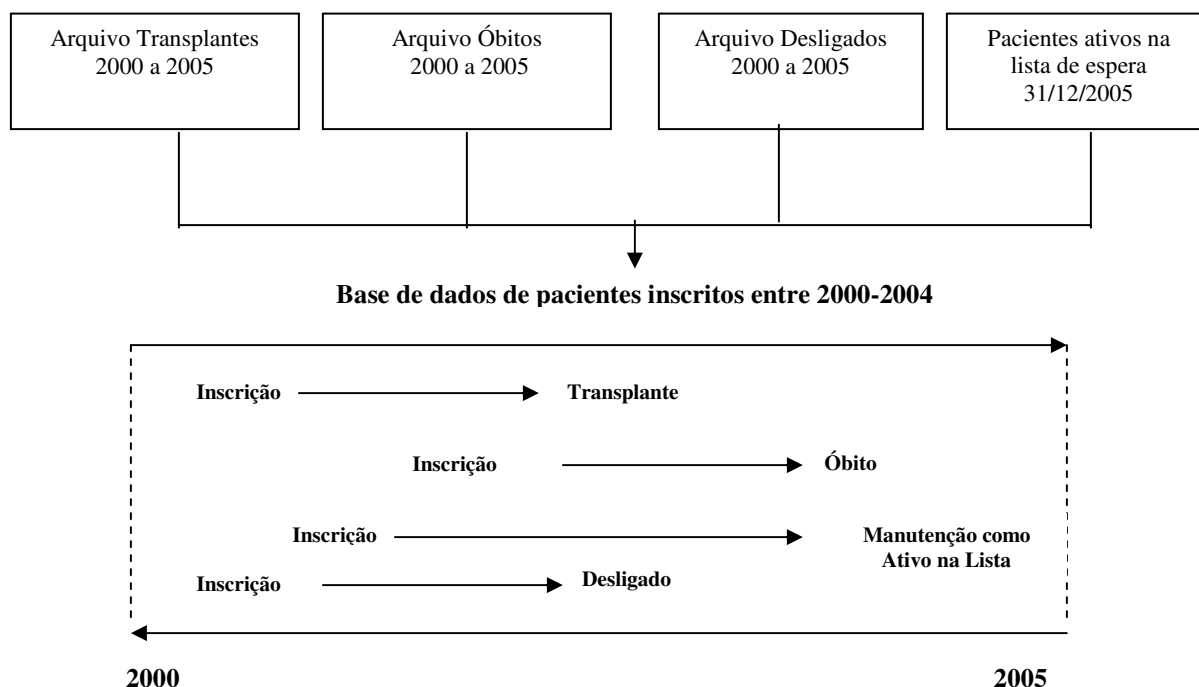 Arquivo Transplantes
2000 a 2005
Arquivo Óbitos
2000 a 2005
Arquivo Desligados
2000 a 2005
Pacientes ativos na
lista de espera
31/12/2005
Base de dados de pacientes inscritos entre 2000-2004
Inscrição Transplante
Inscrição Óbito
Inscrição Manutenção como
Ativo na Lista
Inscrição Desligado
2000 2005